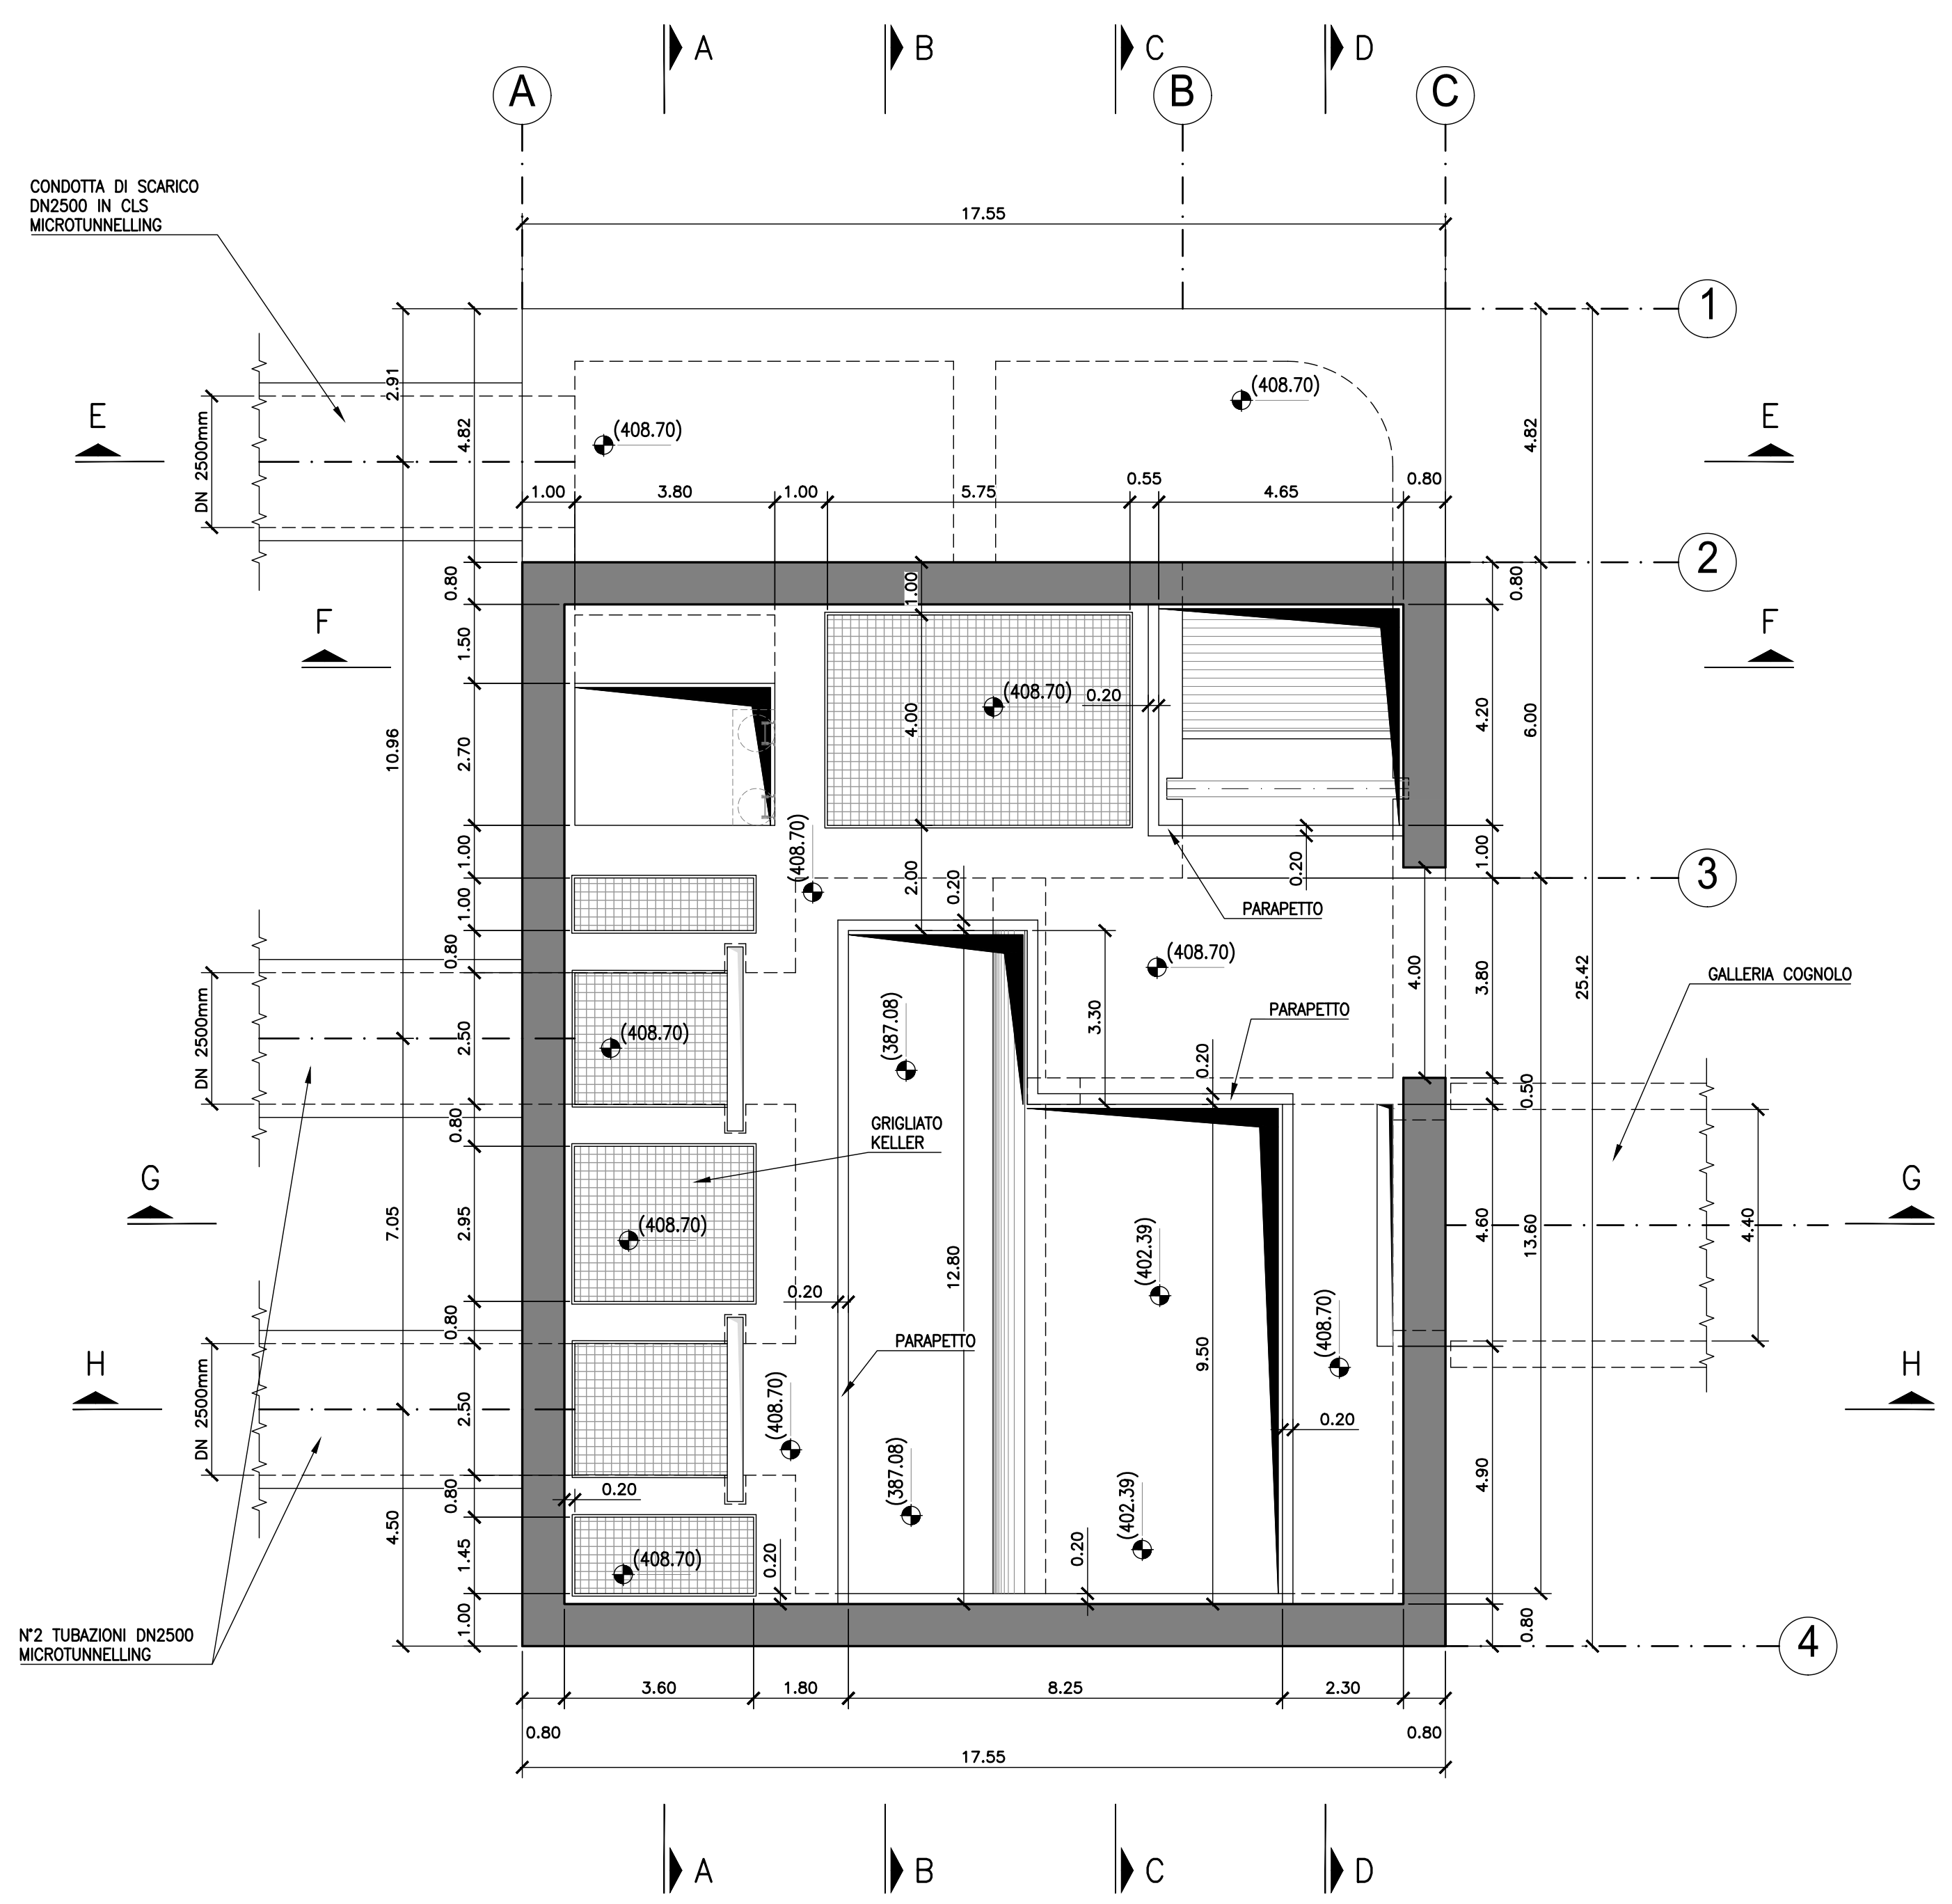 A
B
C
D
A
B
C
CONDOTTA DI SCARICO
DN2500 IN CLS
MICROTUNNELLING
17.55
1
2.91
4.82
4.82
(408.70)
(408.70)
E
E
DN 2500mm
1.00
3.80
1.00
5.75
0.55
4.65
0.80
2
0.80
1.00
0.80
F
F
1.50
(408.70)
0.20
4.00
4.20
6.00
10.96
2.70
(408.70)
1.00
2.00
0.20
0.20
1.00
3
PARAPETTO
1.00
0.80
(408.70)
4.00
3.80
25.42
GALLERIA COGNOLO
DN 2500mm
2.50
(408.70)
(387.08)
3.30
PARAPETTO
0.20
0.50
0.80
GRIGLIATO
KELLER
G
G
2.95
7.05
(408.70)
12.80
(402.39)
4.60
13.60
4.40
0.20
0.80
PARAPETTO
(408.70)
H
H
DN 2500mm
2.50
(408.70)
9.50
0.20
0.80
0.20
(387.08)
(402.39)
4.90
4.50
1.45
(408.70)
0.20
0.20
1.00
0.80
N°2 TUBAZIONI DN2500
MICROTUNNELLING
4
3.60
1.80
8.25
2.30
0.80
0.80
17.55
A
B
C
D